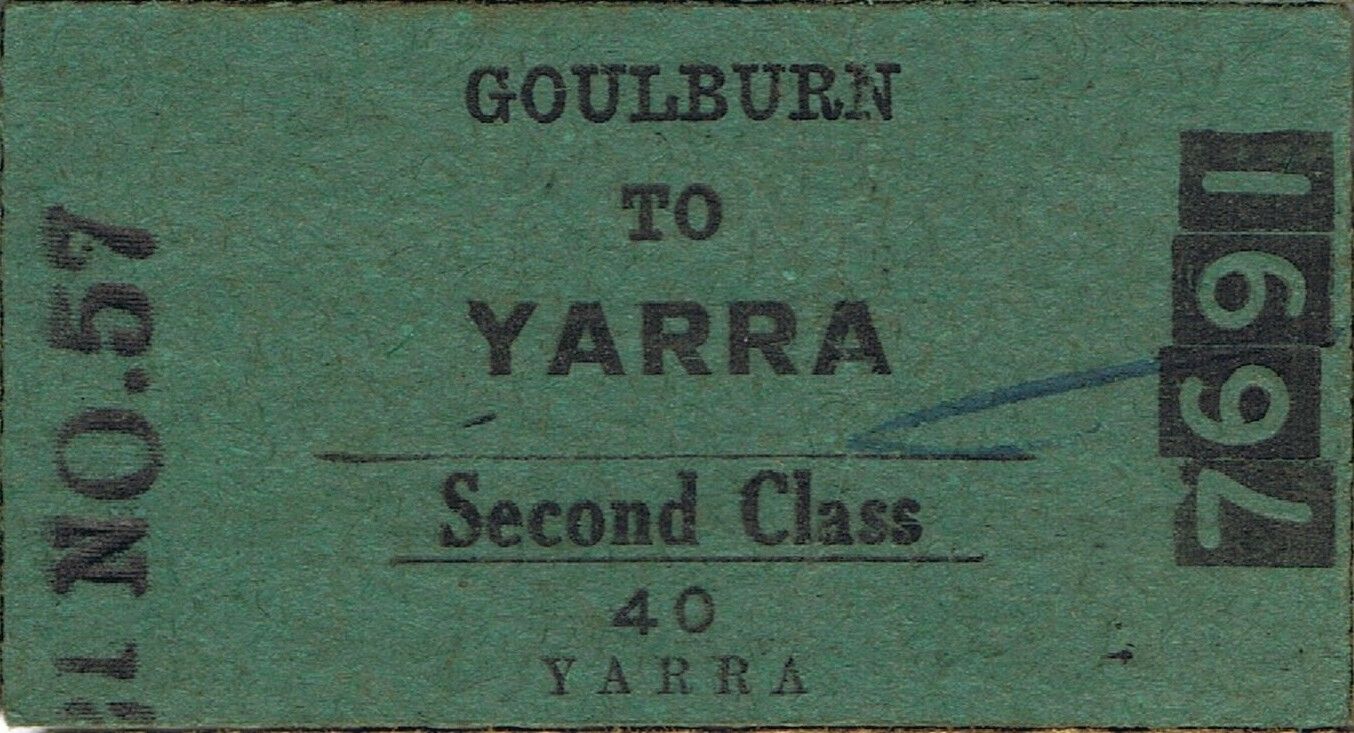 GOULBURN
TO
YARRA
Second Class
40
YARRA
NO.57
7691